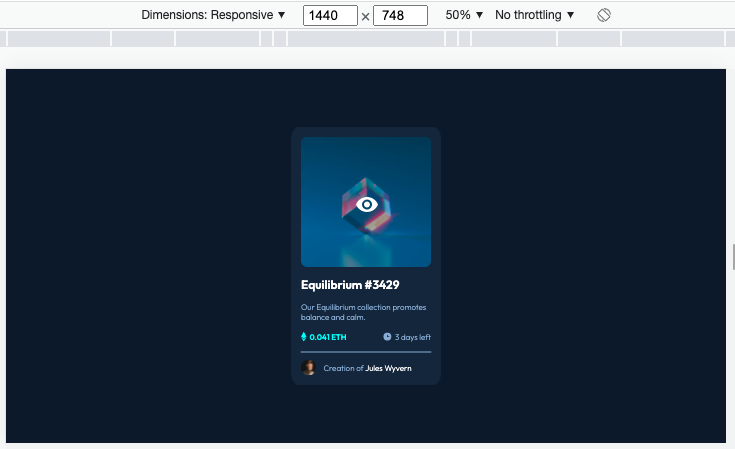 Dimensions: Responsive ▼ 1440 × 748 50% ▼ No throttling ▼
Equilibrium #3429
Our Equilibrium collection promotes
balance and calm.
0.041 ETH 3 days left
Creation of Jules Wyvern